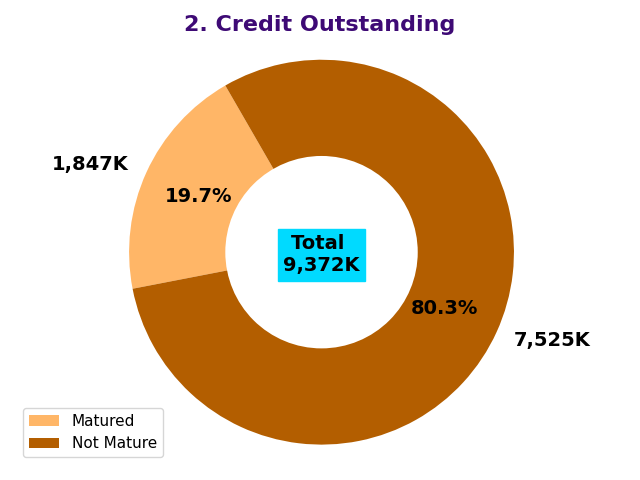 2. Credit Outstanding
1,847K
19.7%
Total
9,372K
80.3%
7,525K
Matured
Not Mature